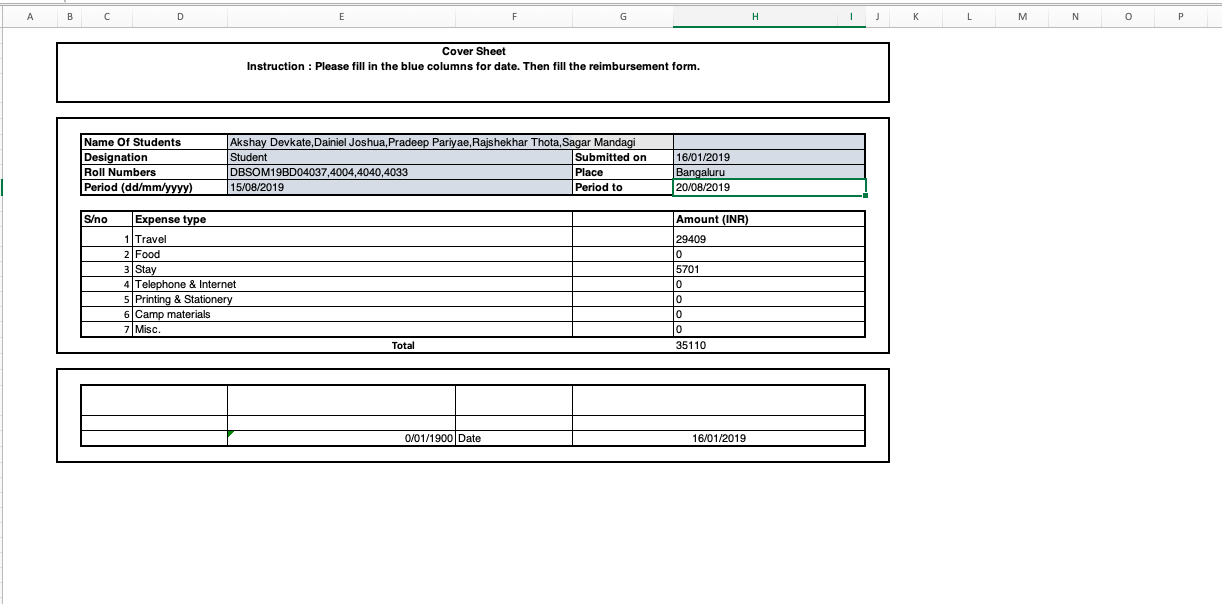 A B C D E F G H I J K L M N O P
Cover Sheet
Instruction : Please fill in the blue columns for date. Then fill the reimbursement form.
Name Of Students Akshay Devkate,Dainiel Joshua,Pradeep Pariyae,Rajshekhar Thota,Sagar Mandagi
Designation Student Submitted on 16/01/2019
Roll Numbers DBSOM19BD04037,4004,4040,4033 Place Bangaluru
Period (dd/mm/yyyy) 15/08/2019 Period to 20/08/2019
S/no Expense type Amount (INR)
1 Travel 29409
2 Food 0
3 Stay 5701
4 Telephone & Internet 0
5 Printing & Stationery 0
6 Camp materials 0
7 Misc. 0
Total 35110
0/01/1900 Date 16/01/2019